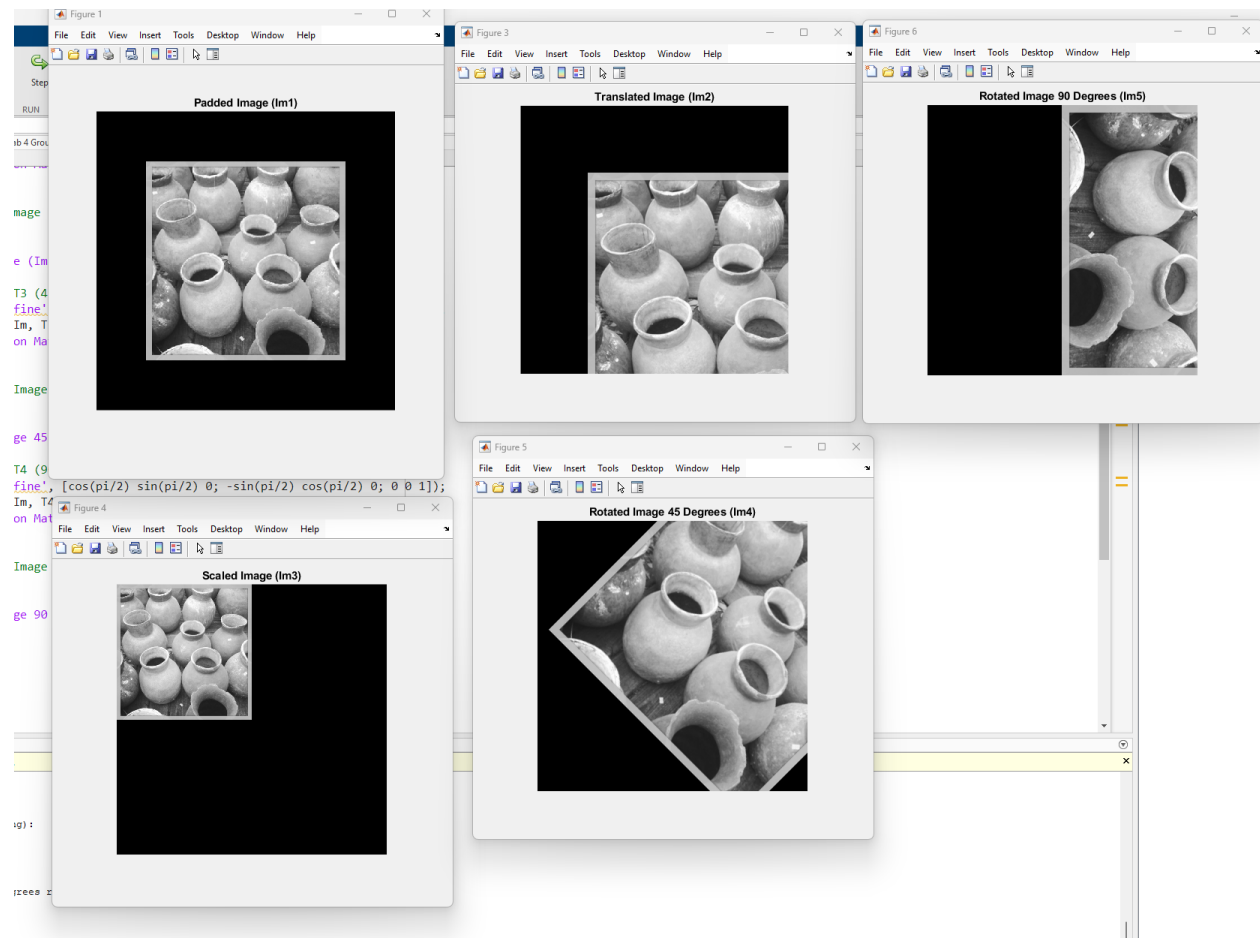 Figure 1
File Edit View Insert Tools Desktop Window Help
Padded Image (Im1)
Figure 3
File Edit View Insert Tools Desktop Window Help
Translated Image (Im2)
Figure 6
File Edit View Insert Tools Desktop Window Help
Rotated Image 90 Degrees (Im5)
Step
RUN
ab 4 Grou
mage
e (Im
T3 (4
fine'
Im, T
on Ma
Image
ge 45
T4 (9
fine', [cos(pi/2) sin(pi/2) 0; -sin(pi/2) cos(pi/2) 0; 0 0 1]);
Im, T4
on Mat
Image
ge 90
Figure 4
File Edit View Insert Tools Desktop Window Help
Scaled Image (Im3)
Figure 5
File Edit View Insert Tools Desktop Window Help
Rotated Image 45 Degrees (Im4)
g):
rees r